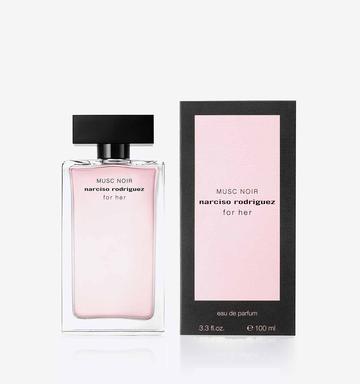 MUSC NOIR
narciso rodriguez
for her
MUSC NOIR
narciso rodriguez
for her
eau de parfum
3.3 fl.oz. ℮ 100 ml